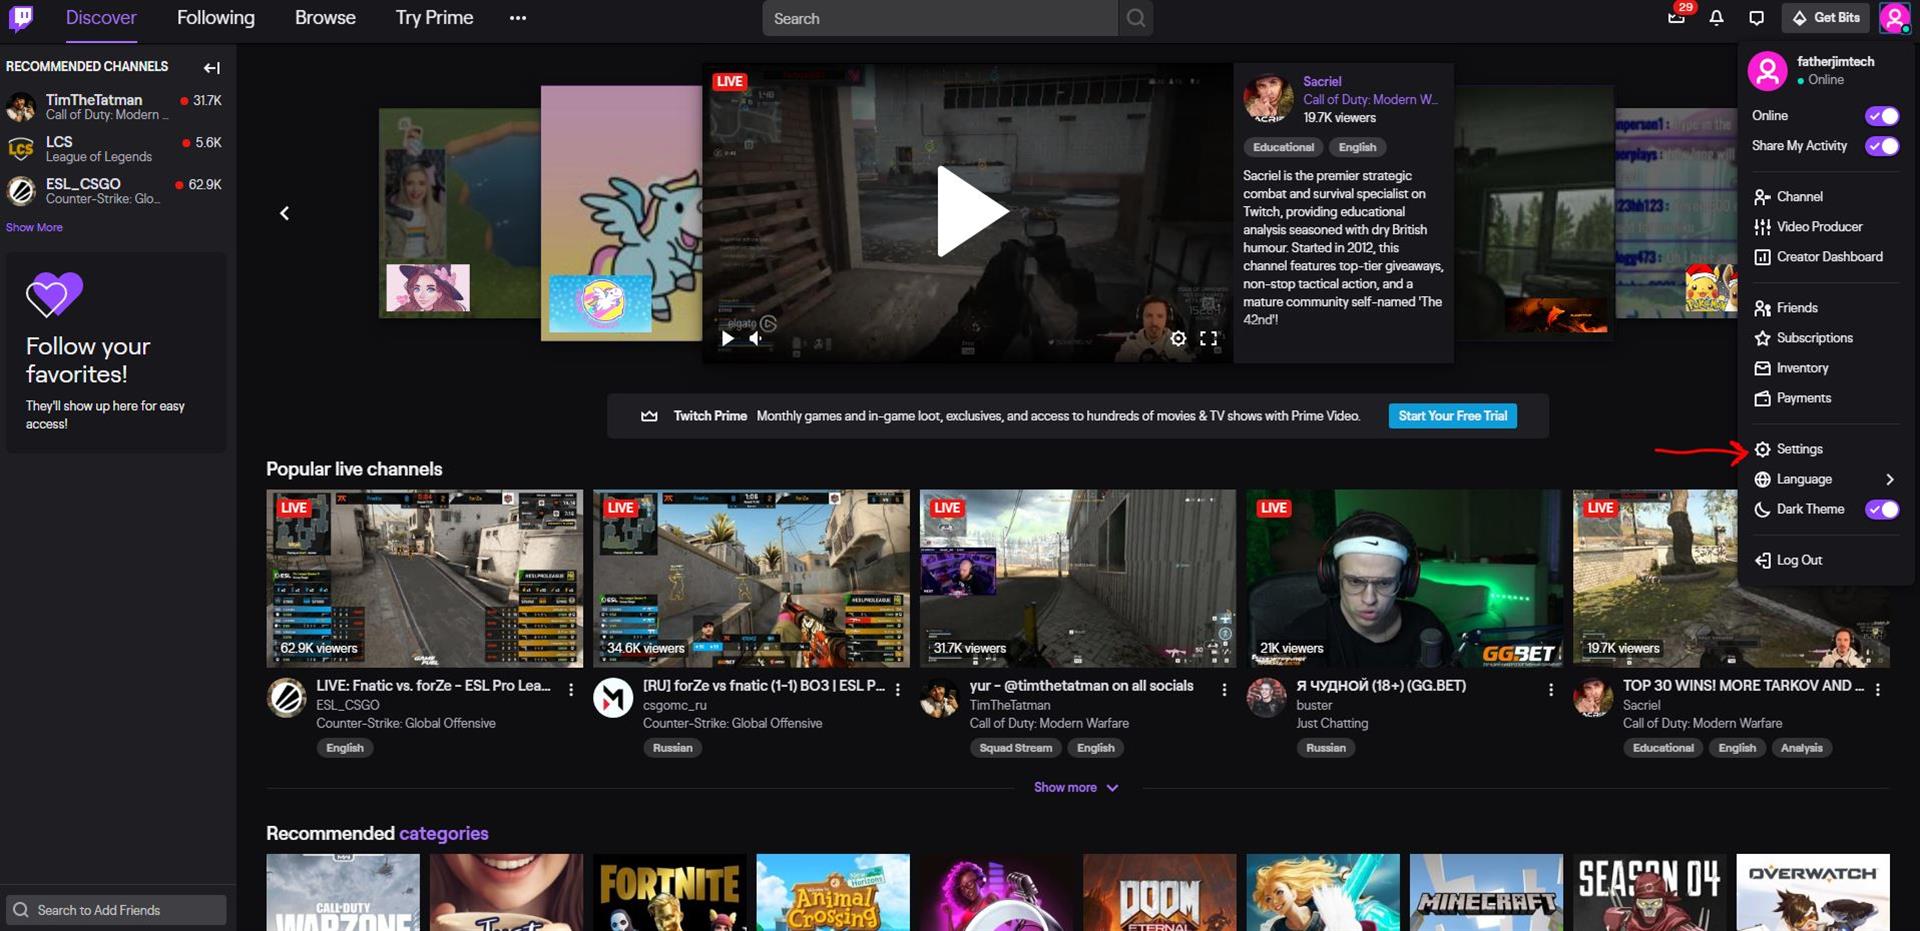 Discover
Following
Browse
Try Prime
Search
29
Get Bits
RECOMMENDED CHANNELS
TimTheTatman
31.7K
Call of Duty: Modern ...
LCS
5.6K
League of Legends
ESL_CSGO
62.9K
Counter-Strike: Glo...
Show More
Follow your
favorites!
They'll show up here for easy
access!
Search to Add Friends
LIVE
elgato
Sacriel
Call of Duty: Modern W...
19.7K viewers
Educational
English
Sacriel is the premier strategic
combat and survival specialist on
Twitch, providing educational
analysis seasoned with dry British
humour. Started in 2012, this
channel features top-tier giveaways,
non-stop tactical action, and a
mature community self-named 'The
42nd'!
fatherjimtech
Online
Online
Share My Activity
Channel
Video Producer
Creator Dashboard
Friends
Subscriptions
Inventory
Payments
Settings
Language
Dark Theme
Log Out
Twitch Prime Monthly games and in-game loot, exclusives, and access to hundreds of movies & TV shows with Prime Video.
Start Your Free Trial
Popular live channels
LIVE
62.9K viewers
LIVE: Fnatic vs. forZe - ESL Pro Lea...
ESL_CSGO
Counter-Strike: Global Offensive
English
LIVE
34.6K viewers
[RU] forZe vs fnatic (1-1) BO3 | ESL P...
csgomc_ru
Counter-Strike: Global Offensive
Russian
LIVE
31.7K viewers
yur - @timthetatman on all socials
TimTheTatman
Call of Duty: Modern Warfare
Squad Stream
English
LIVE
21K viewers
GG.BET
Я ЧУДНОЙ (18+) (GG.BET)
buster
Just Chatting
Russian
LIVE
19.7K viewers
TOP 30 WINS! MORE TARKOV AND ...
Sacriel
Call of Duty: Modern Warfare
Educational
English
Analysis
Show more
Recommended categories
CALL·DUTY
WARZONE
FORTNITE
New Horizons
Animal
Crossing
DOOM
ETERNAL
MINECRAFT
SEASON 04
OVERWATCH